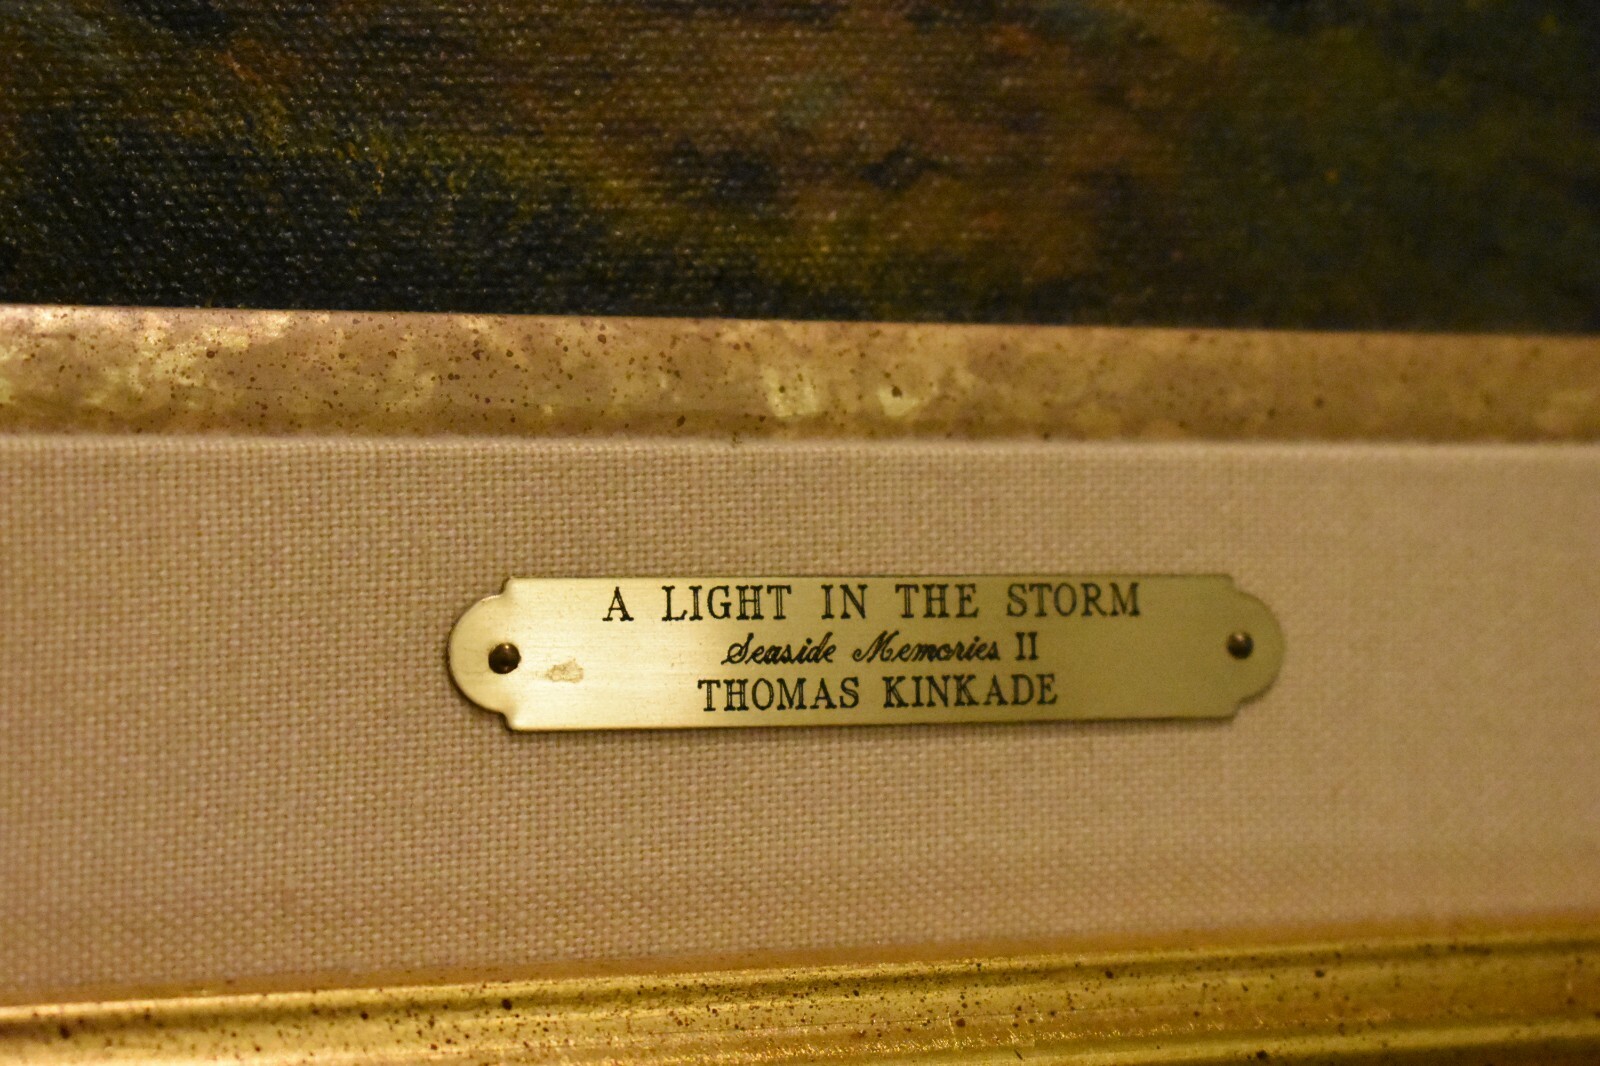 A LIGHT IN THE STORM
Seaside Memories II
THOMAS KINKADE